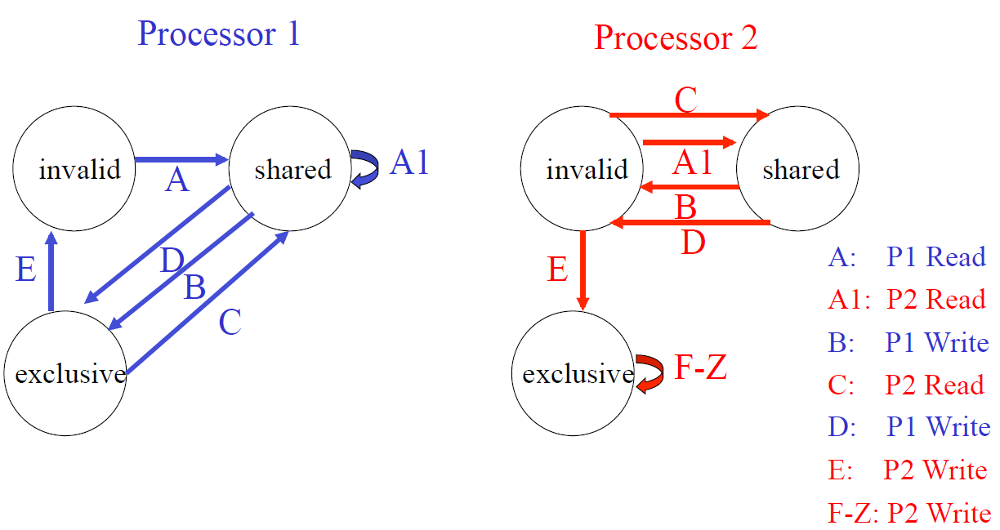 Processor 1
invalid
shared
A
A1
D
B
C
E
exclusive
Processor 2
C
invalid
shared
A1
B
D
E
exclusive
F-Z
A: P1 Read
A1: P2 Read
B: P1 Write
C: P2 Read
D: P1 Write
E: P2 Write
F-Z: P2 Write